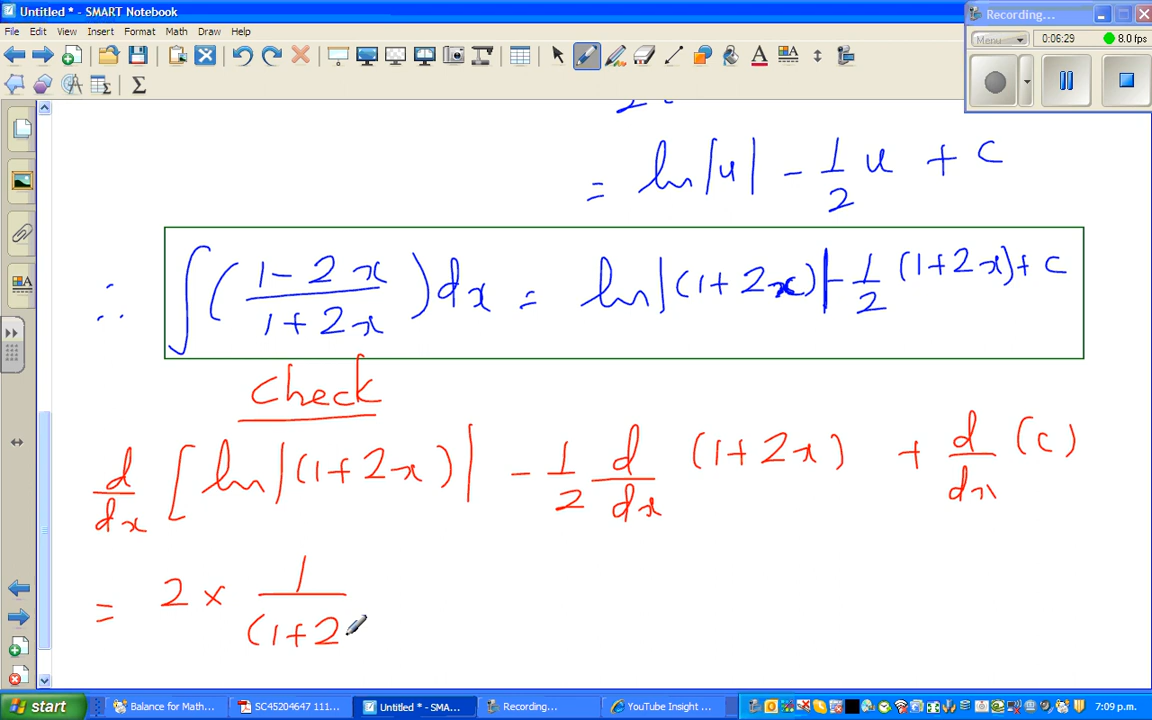 Untitled * - SMART Notebook
Recording...
File Edit View Insert Format Math Draw Help
Menu 0:06:29 8.0 fps
= ln|u| - 1/2 u + c
∴ ∫(1-2x/1+2x)dx = ln|(1+2x)|-1/2(1+2x)+c
Check
d/dx [ln|(1+2x)| - 1/2 d/dx (1+2x) + d/dx (c)
= 2 × 1/(1+2
start Balance for Math... SC45204647 111... Untitled * - SMA... Recording... YouTube Insight ... 7:09 p.m.